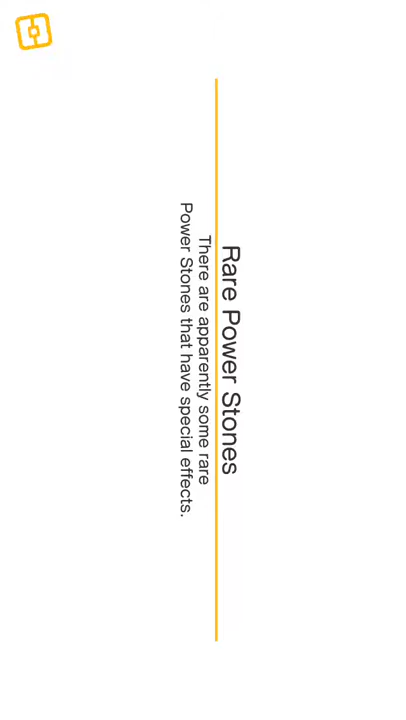 Rare Power Stones
There are apparently some rare
Power Stones that have special effects.